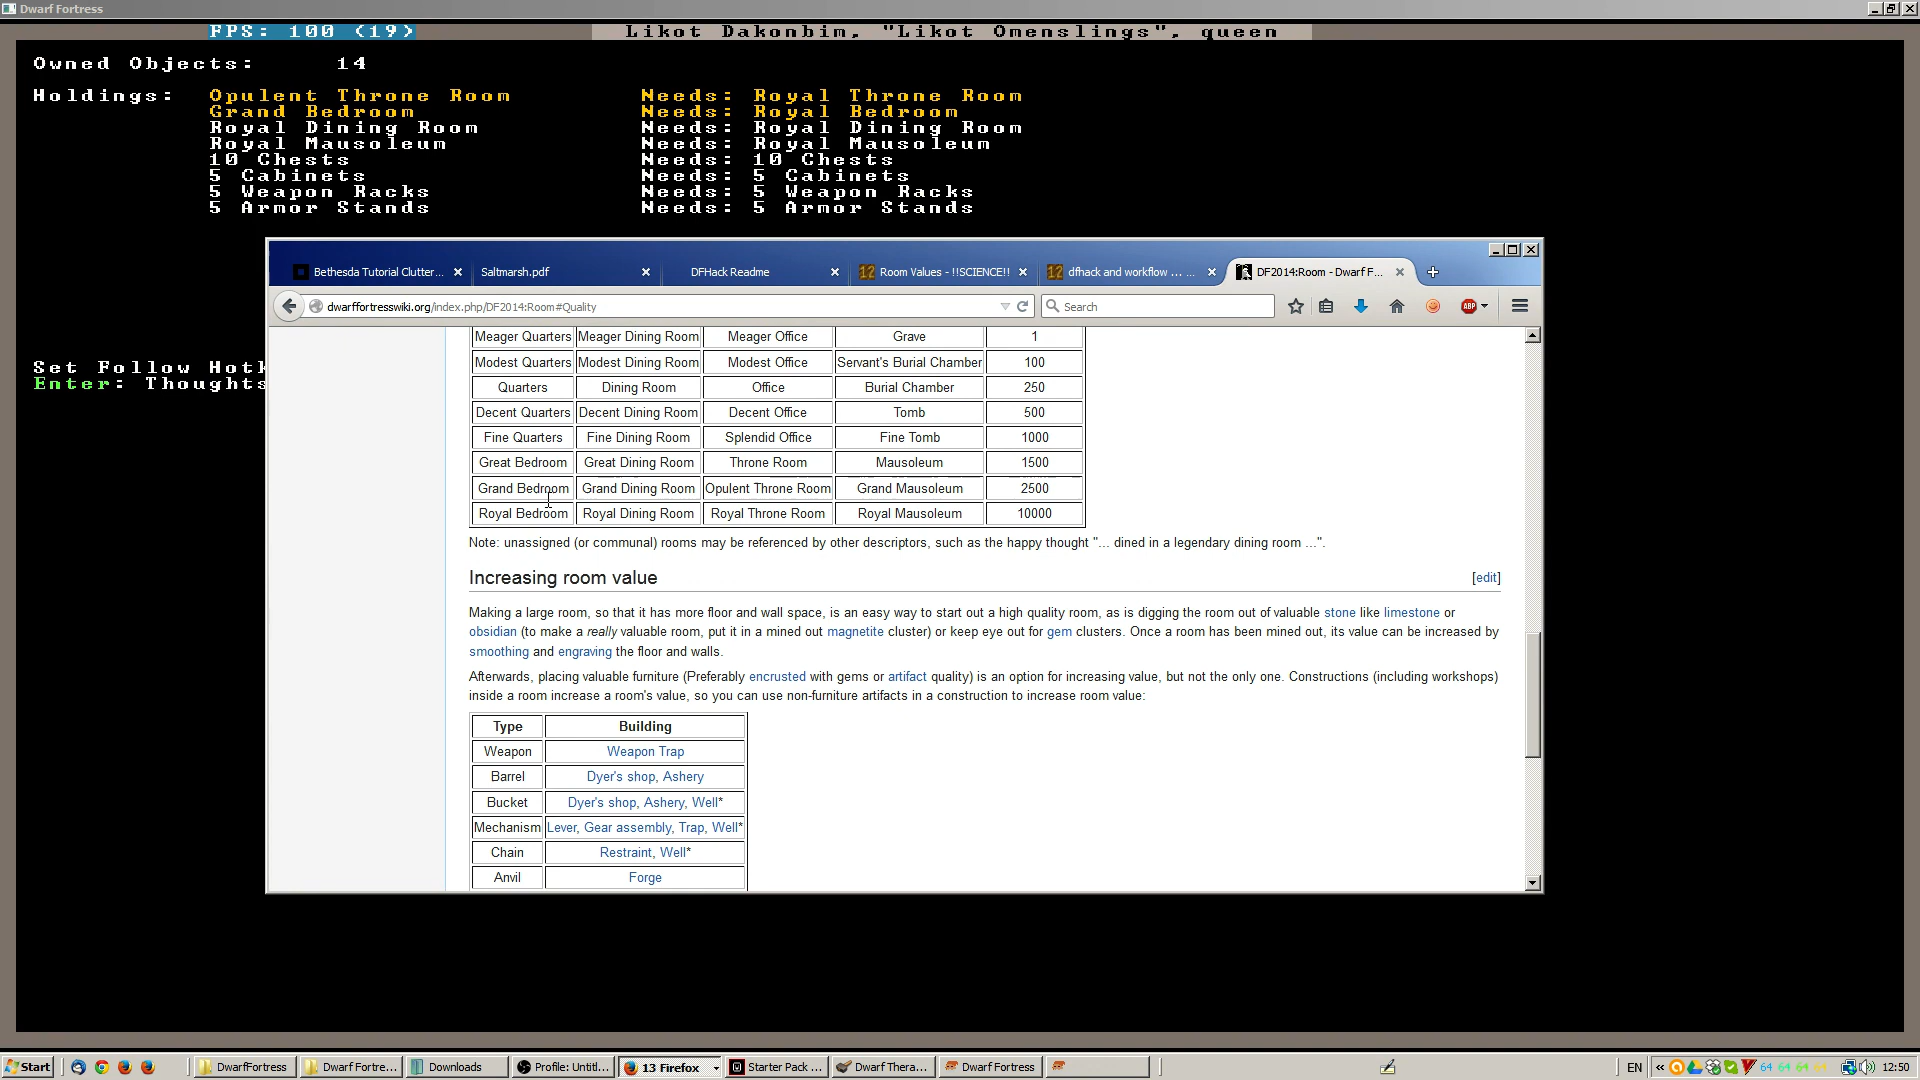 Dwarf Fortress
FPS: 100 (19)
Likot Dakonbim, "Likot Omenslings", queen
Owned Objects: 14
Holdings: Opulent Throne Room Needs: Royal Throne Room
Grand Bedroom Needs: Royal Bedroom
Royal Dining Room Needs: Royal Dining Room
Royal Mausoleum Needs: Royal Mausoleum
10 Chests Needs: 10 Chests
5 Cabinets Needs: 5 Cabinets
5 Weapon Racks Needs: 5 Weapon Racks
5 Armor Stands Needs: 5 Armor Stands
Set Follow Hotk
Enter: Thoughts
Bethesda Tutorial Clutter... Saltmarsh.pdf DFHack Readme Room Values - !!SCIENCE!! dfhack and workflow ... ... DF2014:Room - Dwarf F...
dwarffortresswiki.org/index.php/DF2014:Room#Quality Search ABP
Meager Quarters Meager Dining Room Meager Office Grave 1
Modest Quarters Modest Dining Room Modest Office Servant's Burial Chamber 100
Quarters Dining Room Office Burial Chamber 250
Decent Quarters Decent Dining Room Decent Office Tomb 500
Fine Quarters Fine Dining Room Splendid Office Fine Tomb 1000
Great Bedroom Great Dining Room Throne Room Mausoleum 1500
Grand Bedroom Grand Dining Room Opulent Throne Room Grand Mausoleum 2500
Royal Bedroom Royal Dining Room Royal Throne Room Royal Mausoleum 10000
Note: unassigned (or communal) rooms may be referenced by other descriptors, such as the happy thought "... dined in a legendary dining room ...".
Increasing room value [edit]
Making a large room, so that it has more floor and wall space, is an easy way to start out a high quality room, as is digging the room out of valuable stone like limestone or
obsidian (to make a really valuable room, put it in a mined out magnetite cluster) or keep eye out for gem clusters. Once a room has been mined out, its value can be increased by
smoothing and engraving the floor and walls.
Afterwards, placing valuable furniture (Preferably encrusted with gems or artifact quality) is an option for increasing value, but not the only one. Constructions (including workshops)
inside a room increase a room's value, so you can use non-furniture artifacts in a construction to increase room value:
Type Building
Weapon Weapon Trap
Barrel Dyer's shop, Ashery
Bucket Dyer's shop, Ashery, Well*
Mechanism Lever, Gear assembly, Trap, Well*
Chain Restraint, Well*
Anvil Forge
Start DwarfFortress Dwarf Fortre... Downloads Profile: Untitl... 13 Firefox Starter Pack ... Dwarf Thera... Dwarf Fortress EN « 64 64 64 64 12:50